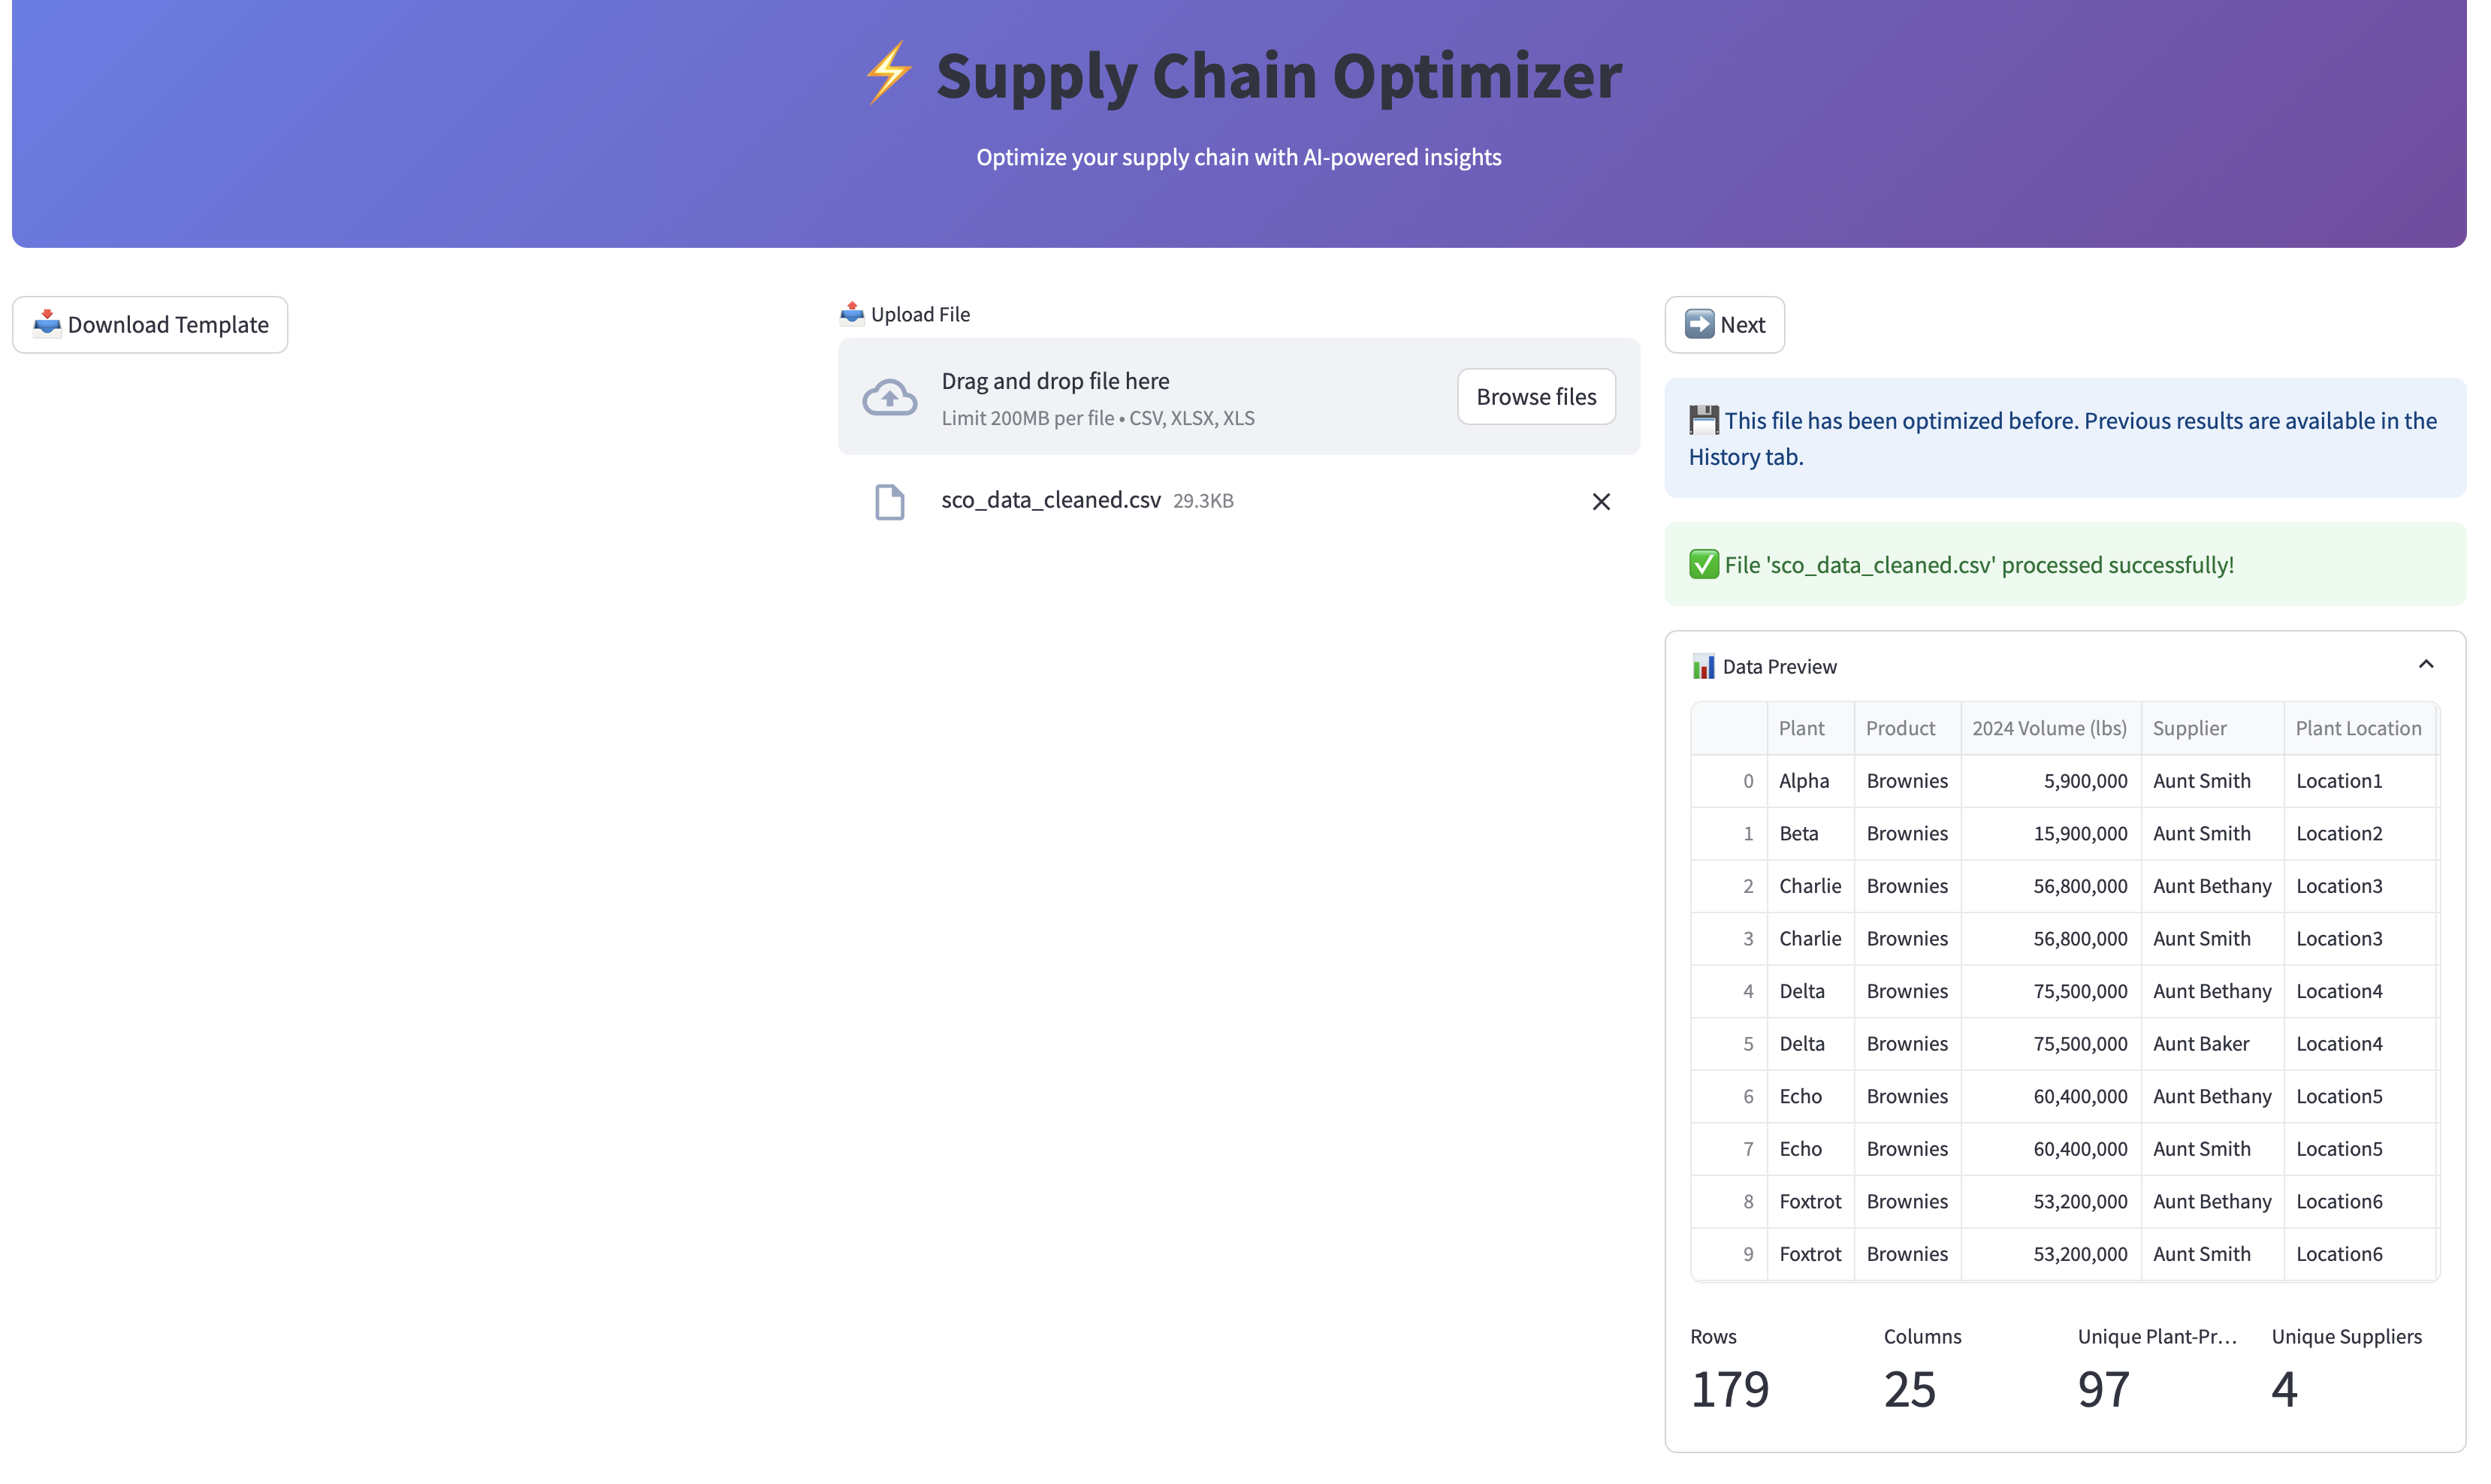 ⚡ Supply Chain Optimizer
Optimize your supply chain with AI-powered insights
Download Template
Upload File
Drag and drop file here
Limit 200MB per file • CSV, XLSX, XLS
Browse files
sco_data_cleaned.csv 29.3KB
Next
This file has been optimized before. Previous results are available in the
History tab.
File 'sco_data_cleaned.csv' processed successfully!
Data Preview
Plant Product 2024 Volume (lbs) Supplier Plant Location
0 Alpha Brownies 5,900,000 Aunt Smith Location1
1 Beta Brownies 15,900,000 Aunt Smith Location2
2 Charlie Brownies 56,800,000 Aunt Bethany Location3
3 Charlie Brownies 56,800,000 Aunt Smith Location3
4 Delta Brownies 75,500,000 Aunt Bethany Location4
5 Delta Brownies 75,500,000 Aunt Baker Location4
6 Echo Brownies 60,400,000 Aunt Bethany Location5
7 Echo Brownies 60,400,000 Aunt Smith Location5
8 Foxtrot Brownies 53,200,000 Aunt Bethany Location6
9 Foxtrot Brownies 53,200,000 Aunt Smith Location6
Rows Columns Unique Plant-Pr... Unique Suppliers
179 25 97 4